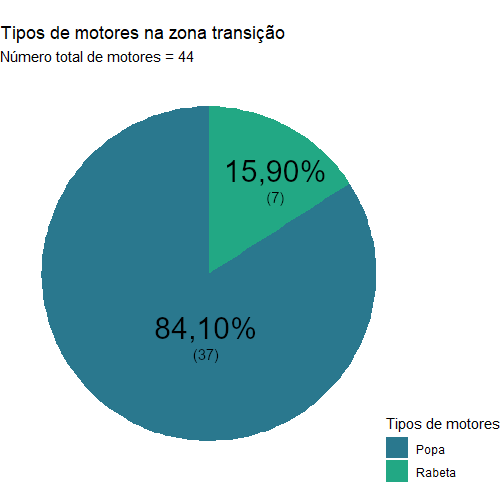 Tipos de motores na zona transição
Número total de motores = 44
15,90%
(7)
84,10%
(37)
Tipos de motores
Popa
Rabeta